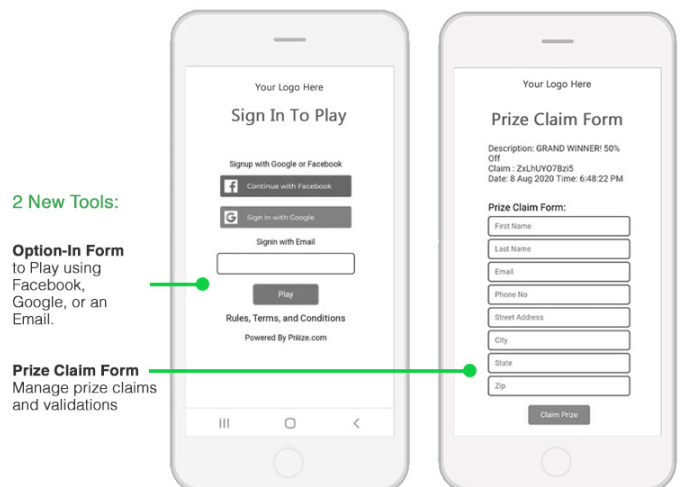 2 New Tools:
Option-In Form
to Play using
Facebook,
Google, or an
Email.
Prize Claim Form
Manage prize claims
and validations
Your Logo Here
Sign In To Play
Signup with Google or Facebook
Continue with Facebook
Sign in with Google
Signin with Email
Play
Rules, Terms, and Conditions
Powered By Priiize.com
Your Logo Here
Prize Claim Form
Description: GRAND WINNER! 50%
Off
Claim : ZxLhUYO7Bzi5
Date: 8 Aug 2020 Time: 6:48:22 PM
Prize Claim Form:
First Name
Last Name
Email
Phone No
Street Address
City
State
Zip
Claim Prize